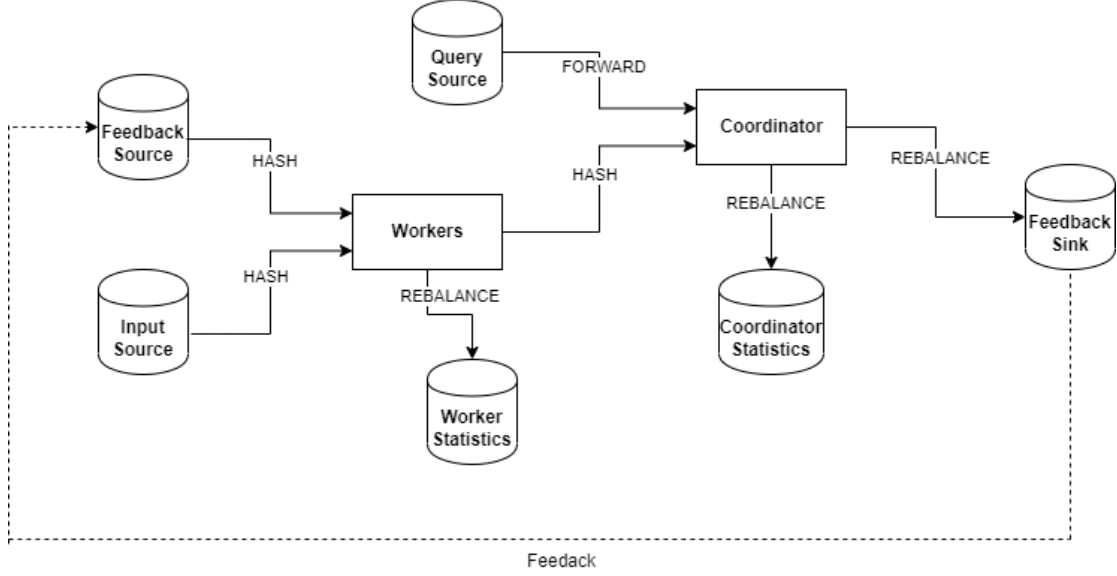 Query
Source
FORWARD
Feedback
Source
HASH
Coordinator
REBALANCE
HASH
REBALANCE
Workers
Feedback
Sink
HASH
REBALANCE
Input
Source
Coordinator
Statistics
Worker
Statistics
Feedack